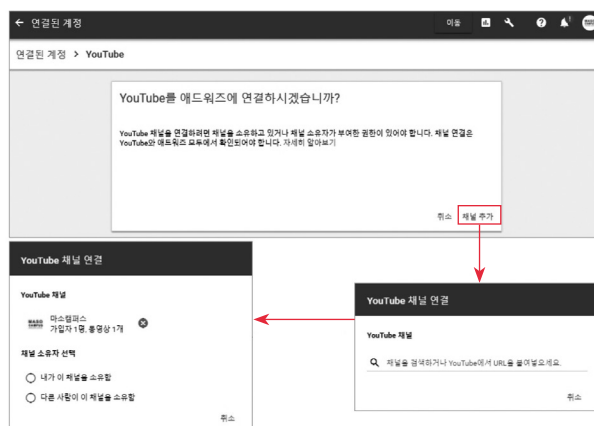 ← 연결된 계정
이동
연결된 계정 > YouTube
YouTube를 애드워즈에 연결하시겠습니까?
YouTube 채널을 연결하려면 채널을 소유하고 있거나 채널 소유자가 부여한 권한이 있어야 합니다. 채널 연결은
YouTube와 애드워즈 모두에서 확인되어야 합니다. 자세히 알아보기
취소 채널 추가
YouTube 채널 연결
YouTube 채널
채널을 검색하거나 YouTube에서 URL을 붙여넣으세요.
취소
YouTube 채널 연결
YouTube 채널
MASO CAMPUS
마소캠퍼스
가입자 1명, 동영상 1개
채널 소유자 선택
내가 이 채널을 소유함
다른 사람이 이 채널을 소유함
취소